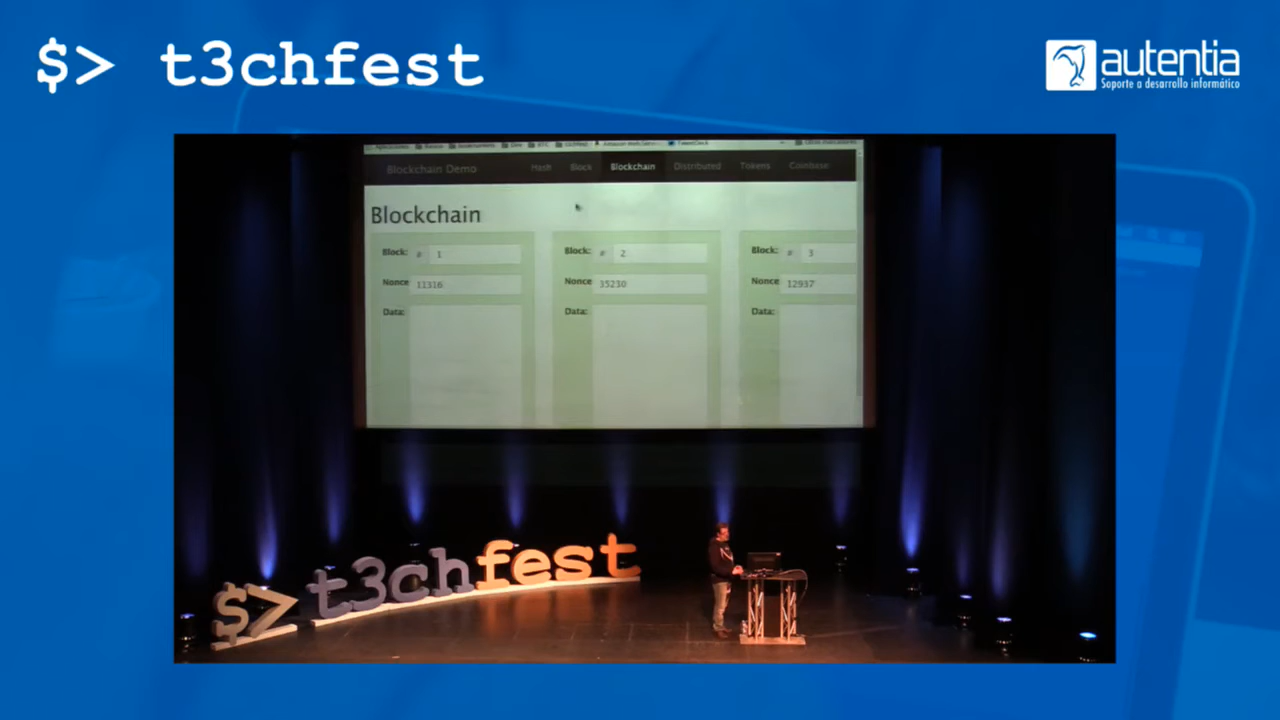 $> t3chfest
autentia
Soporte a desarrollo informático
Blockchain Demo Hash Block Blockchain Distributed Tokens Coinbase
Blockchain
Block: # 1 Block: # 2 Block: # 3
Nonce 11316 Nonce 35230 Nonce 12937
Data: Data: Data:
$> t3chfest